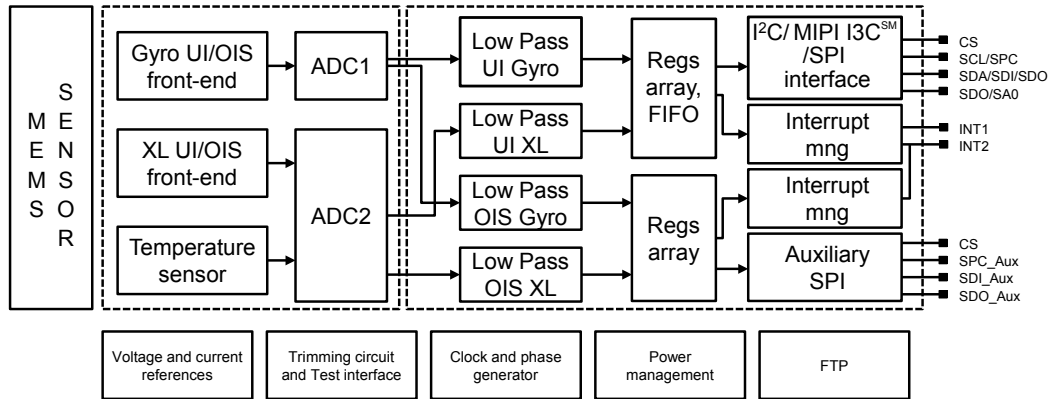 MEMS
SENSOR
Gyro UI/OIS
front-end
XL UI/OIS
front-end
Temperature
sensor
ADC1
ADC2
Low Pass
UI Gyro
Low Pass
UI XL
Low Pass
OIS Gyro
Low Pass
OIS XL
Regs
array,
FIFO
Regs
array
I²C/ MIPI I3C℠
/SPI
interface
Interrupt
mng
Interrupt
mng
Auxiliary
SPI
CS
SCL/SPC
SDA/SDI/SDO
SDO/SA0
INT1
INT2
CS
SPC_Aux
SDI_Aux
SDO_Aux
Voltage and current
references
Trimming circuit
and Test interface
Clock and phase
generator
Power
management
FTP